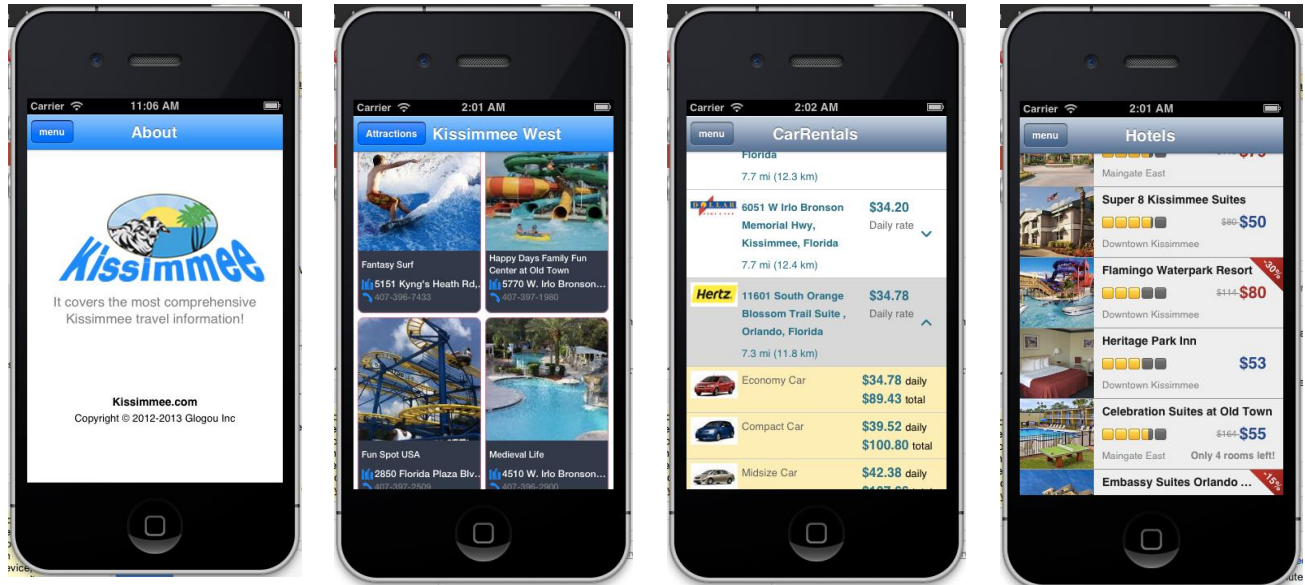 Carrier 11:06 AM
menu About
Kissimmee
It covers the most comprehensive
Kissimmee travel information!
Kissimmee.com
Copyright © 2012-2013 Glogou Inc
Carrier 2:01 AM
Attractions Kissimmee West
Fantasy Surf
5151 Kyng's Heath Rd,..
407-396-7433
Happy Days Family Fun
Center at Old Town
5770 W. Irlo Bronson...
407-397-1980
Fun Spot USA
2850 Florida Plaza Blv...
407-397-2509
Medieval Life
4510 W. Irlo Bronson...
407-396-2900
Carrier 2:02 AM
menu CarRentals
Florida
7.7 mi (12.3 km)
DOLLAR
6051 W Irlo Bronson $34.20
Memorial Hwy, Daily rate
Kissimmee, Florida
7.7 mi (12.4 km)
Hertz
11601 South Orange $34.78
Blossom Trail Suite , Daily rate
Orlando, Florida
7.3 mi (11.8 km)
Economy Car $34.78 daily
$89.43 total
Compact Car $39.52 daily
$100.80 total
Midsize Car $42.38 daily
Carrier 2:01 AM
menu Hotels
Maingate East
Super 8 Kissimmee Suites
$80 $50
Downtown Kissimmee
Flamingo Waterpark Resort -30%
$114 $80
Downtown Kissimmee
Heritage Park Inn
$53
Downtown Kissimmee
Celebration Suites at Old Town
$164 $55
Maingate East Only 4 rooms left!
Embassy Suites Orlando ... -15%